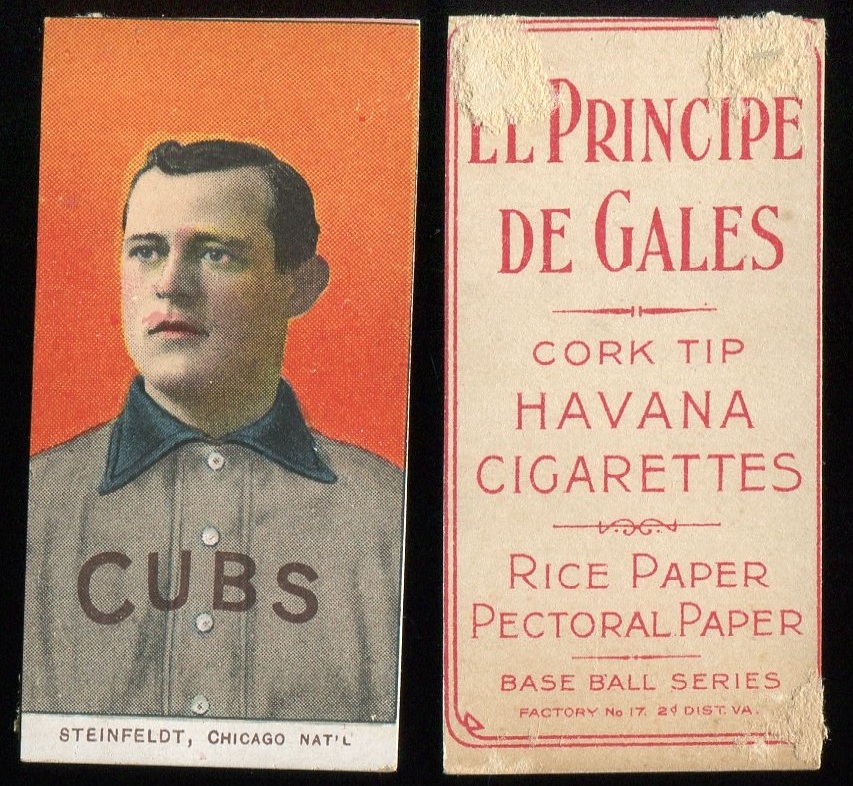 CUBS
STEINFELDT, CHICAGO NAT'L
EL PRINCIPE
DE GALES
CORK TIP
HAVANA
CIGARETTES
RICE PAPER
PECTORAL PAPER
BASE BALL SERIES
FACTORY No 17. 2d DIST. VA.